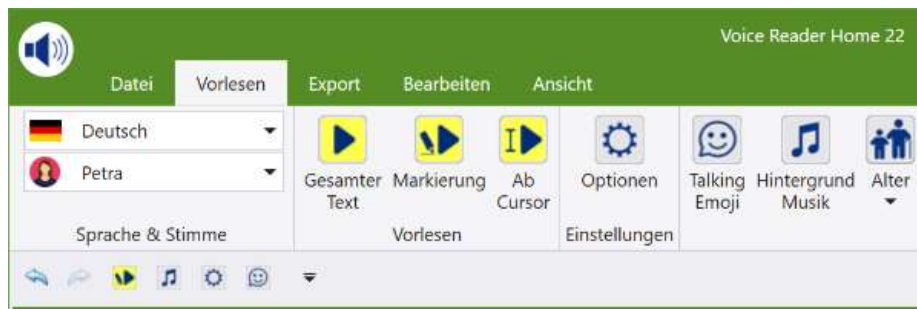 Voice Reader Home 22
Datei Vorlesen Export Bearbeiten Ansicht
Deutsch
Petra
Sprache & Stimme
Gesamter Text
Markierung
Ab Cursor
Vorlesen
Optionen
Einstellungen
Talking Emoji
Hintergrund Musik
Alter